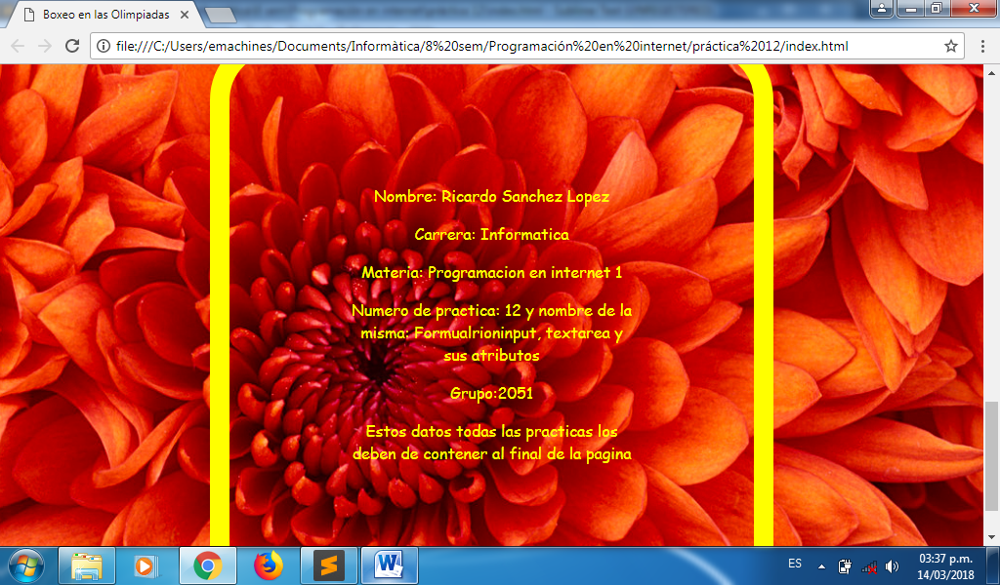 Boxeo en las Olimpiadas
file:///C:/Users/emachines/Documents/Informàtica/8%20sem/Programación%20en%20internet/práctica%2012/index.html
Nombre: Ricardo Sanchez Lopez
Carrera: Informatica
Materia: Programacion en internet 1
Numero de practica: 12 y nombre de la
misma: Formualrioninput, textarea y
sus atributos
Grupo:2051
Estos datos todas las practicas los
deben de contener al final de la pagina
ES
03:37 p.m.
14/03/2018